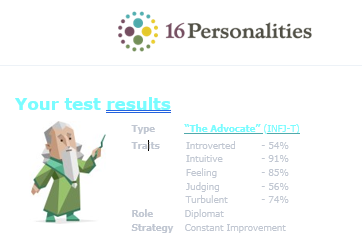 16Personalities
Your test results
Type "The Advocate" (INFJ-T)
Traits Introverted - 54%
Intuitive - 91%
Feeling - 85%
Judging - 56%
Turbulent - 74%
Role Diplomat
Strategy Constant Improvement